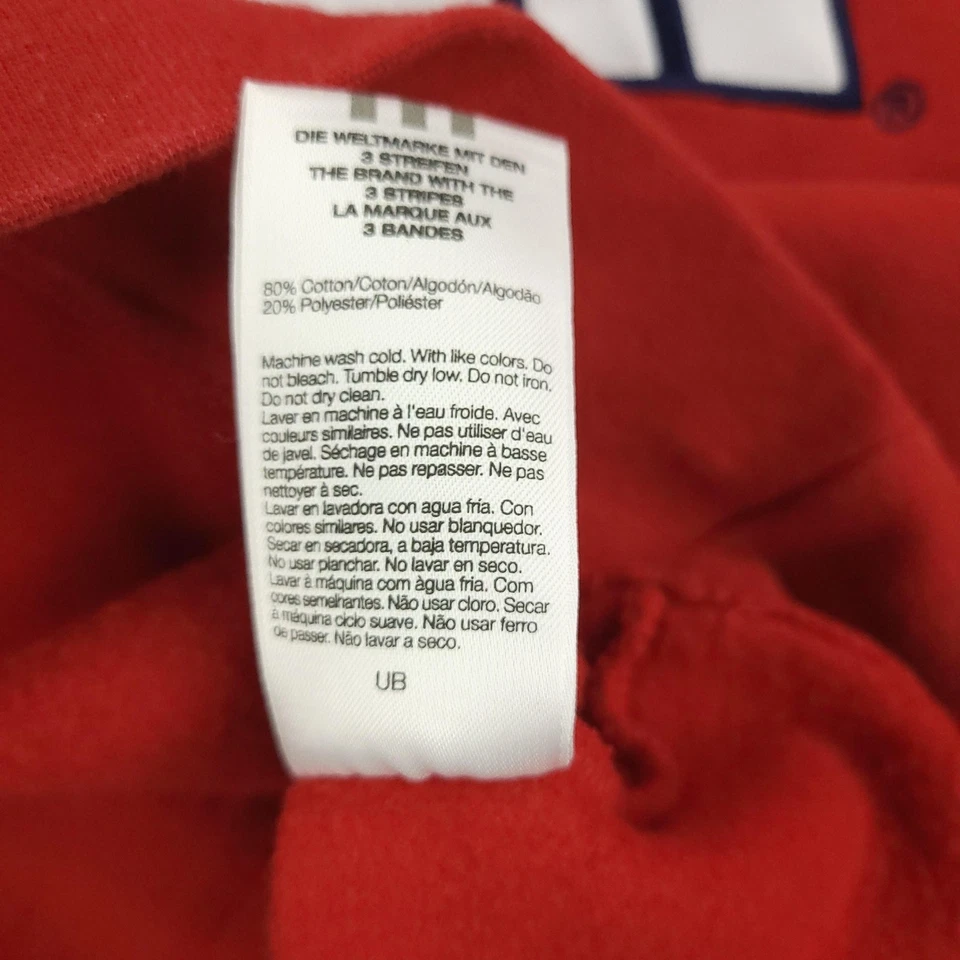 ®
DIE WELTMARKE MIT DEN
3 STREIFEN
THE BRAND WITH THE
3 STRIPES
LA MARQUE AUX
3 BANDES
80% Cotton/Coton/Algodón/Algodão
20% Polyester/Poliéster
Machine wash cold. With like colors. Do
not bleach. Tumble dry low. Do not iron.
Do not dry clean.
Laver en machine à l'eau froide. Avec
couleurs similaires. Ne pas utiliser d'eau
de javel. Séchage en machine à basse
température. Ne pas repasser. Ne pas
nettoyer à sec.
Lavar en lavadora con agua fría. Con
colores similares. No usar blanquedor.
Secar en secadora, a baja temperatura.
No usar planchar. No lavar en seco.
Lavar à máquina com àgua fria. Com
cores semelhantes. Não usar cloro. Secar
à máquina ciclo suave. Não usar ferro
de passer. Não lavar a seco.
UB